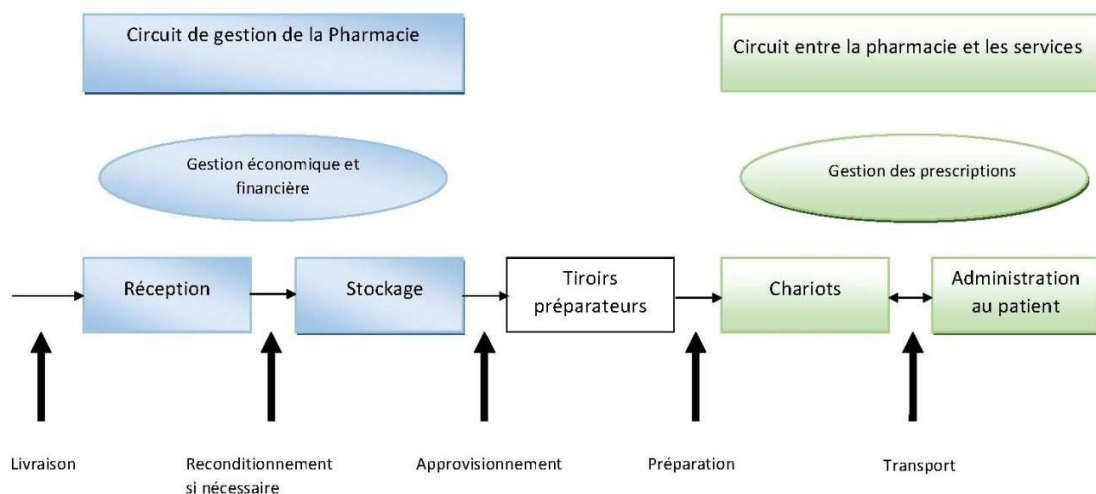 Circuit de gestion de la Pharmacie
Circuit entre la pharmacie et les services
Gestion économique et
financière
Gestion des prescriptions
Réception
Stockage
Tiroirs
préparateurs
Chariots
Administration
au patient
Livraison
Reconditionnement
si nécessaire
Approvisionnement
Préparation
Transport